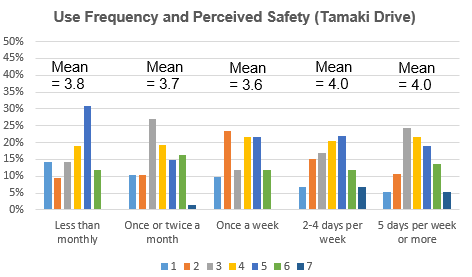 Use Frequency and Perceived Safety (Tamaki Drive)
50%
45%
40%
35%
30%
25%
20%
15%
10%
5%
0%
Mean
= 3.8
Mean
= 3.7
Mean
= 3.6
Mean
= 4.0
Mean
= 4.0
Less than
monthly
Once or twice a
month
Once a week
2-4 days per
week
5 days per week
or more
1 2 3 4 5 6 7